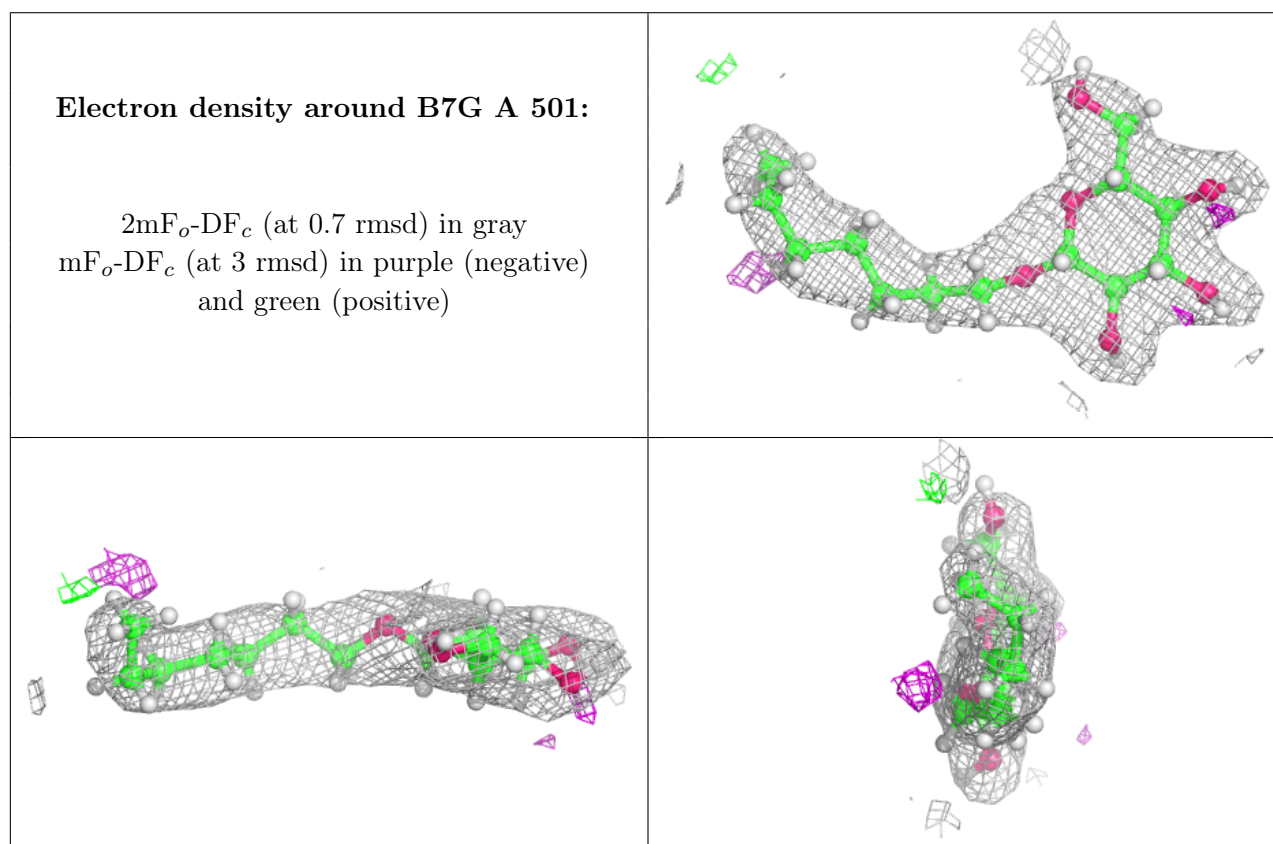 Electron density around B7G A 501:
2mFo-DFc (at 0.7 rmsd) in gray
mFo-DFc (at 3 rmsd) in purple (negative)
and green (positive)